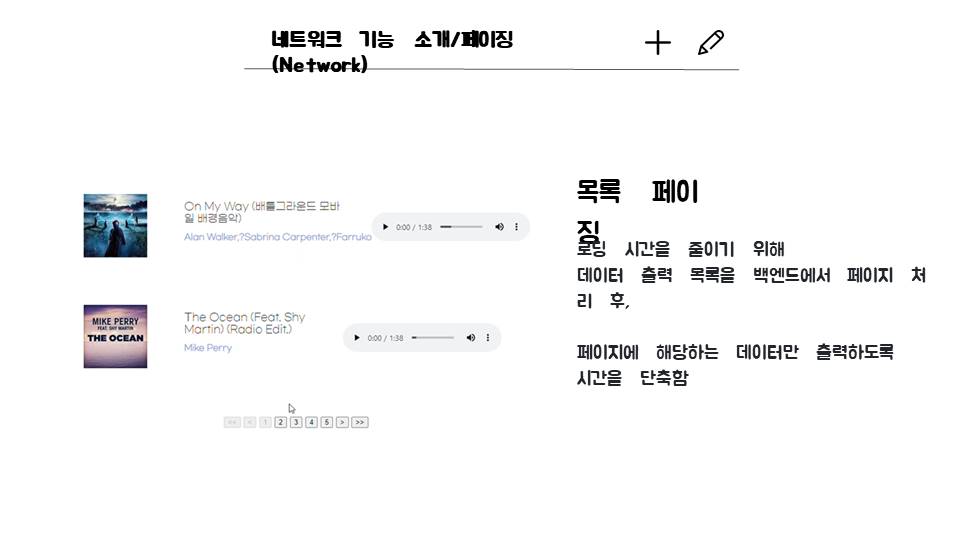 네트워크 기능 소개/페이징
(Network)
목록 페이
징
로딩 시간을 줄이기 위해
데이터 출력 목록을 백엔드에서 페이지 처
리 후,
페이지에 해당하는 데이터만 출력하도록
시간을 단축함
On My Way (배틀그라운드 모바
일 배경음악)
Alan Walker,?Sabrina Carpenter,?Farruko
0:00 / 1:38
MIKE PERRY
FEAT. SHY MARTIN
THE OCEAN
The Ocean (Feat. Shy
Martin) (Radio Edit.)
Mike Perry
0:00 / 1:38
<< < 1 2 3 4 5 > >>